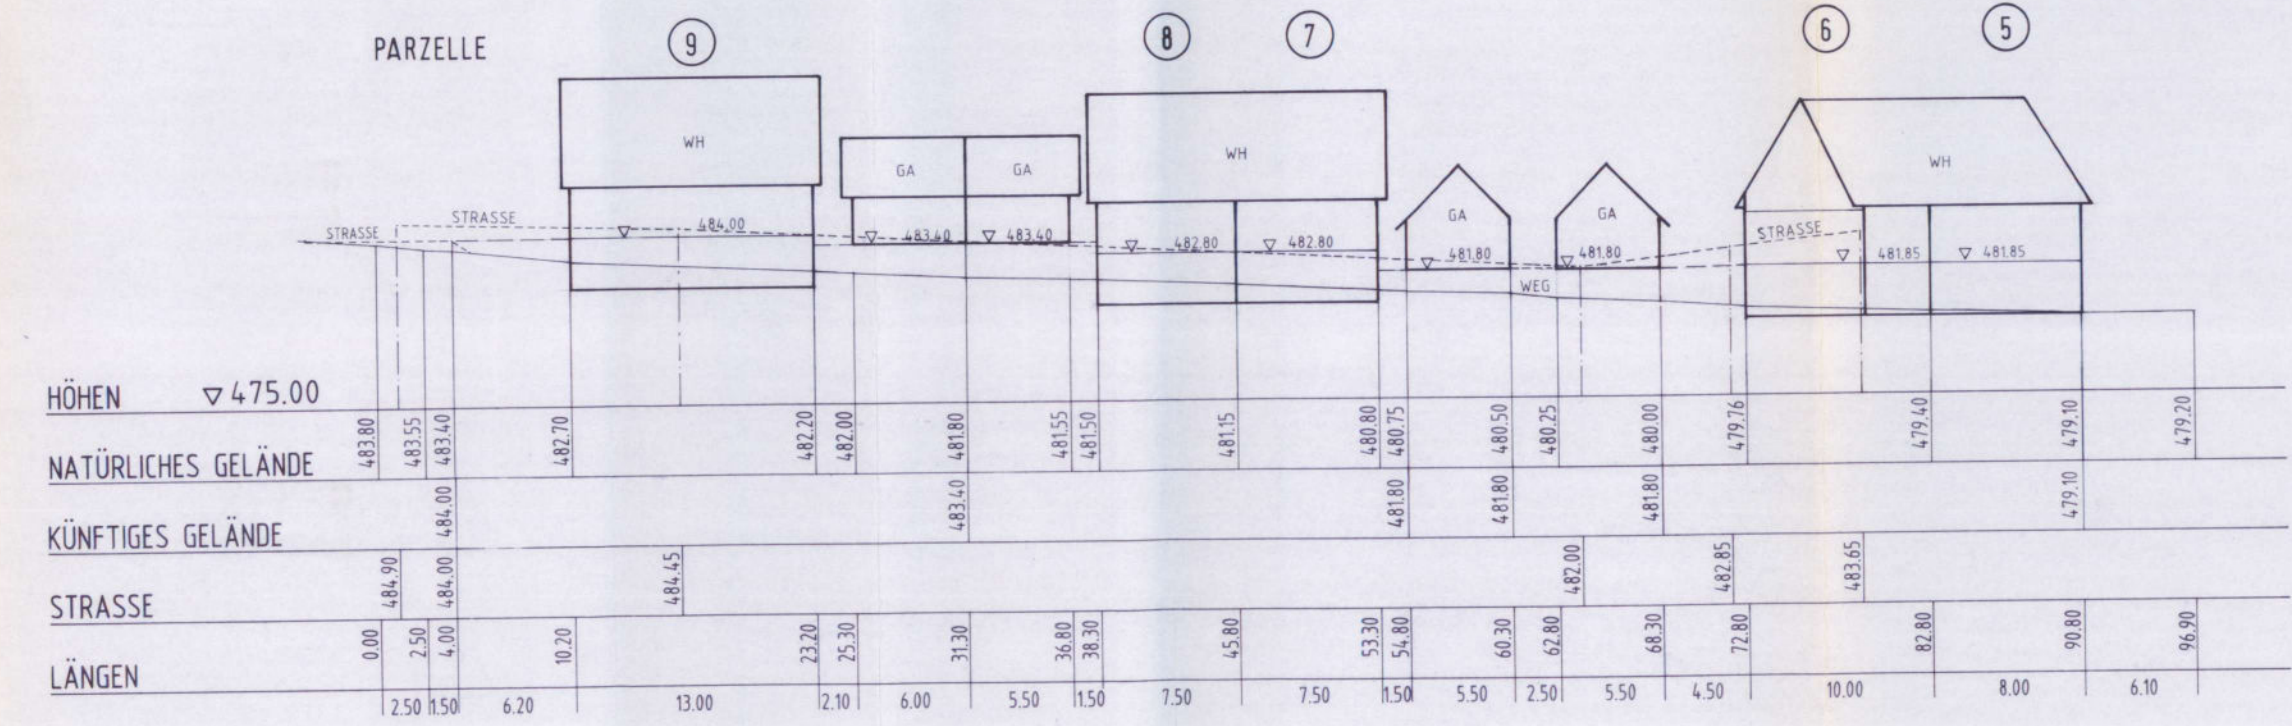 PARZELLE 9 8 7 6 5
WH GA GA WH GA GA WH
STRASSE STRASSE 484.00 483.40 483.40 482.80 482.80 481.80 481.80 STRASSE 481.85 481.85
WEG
HÖHEN ▽ 475.00
NATÜRLICHES GELÄNDE 483.80 483.55 483.40 482.70 482.20 482.00 481.80 481.55 481.50 481.15 480.80 480.75 480.50 480.25 480.00 479.76 479.40 479.10 479.20
KÜNFTIGES GELÄNDE 484.00 483.40 481.80 481.80 481.80 479.10
STRASSE 484.90 484.00 484.45 482.00 482.85 483.65
LÄNGEN 0.00 2.50 4.00 10.20 23.20 25.30 31.30 36.80 38.30 45.80 53.30 54.80 60.30 62.80 68.30 72.80 82.80 90.80 96.90
2.50 1.50 6.20 13.00 2.10 6.00 5.50 1.50 7.50 7.50 1.50 5.50 2.50 5.50 4.50 10.00 8.00 6.10